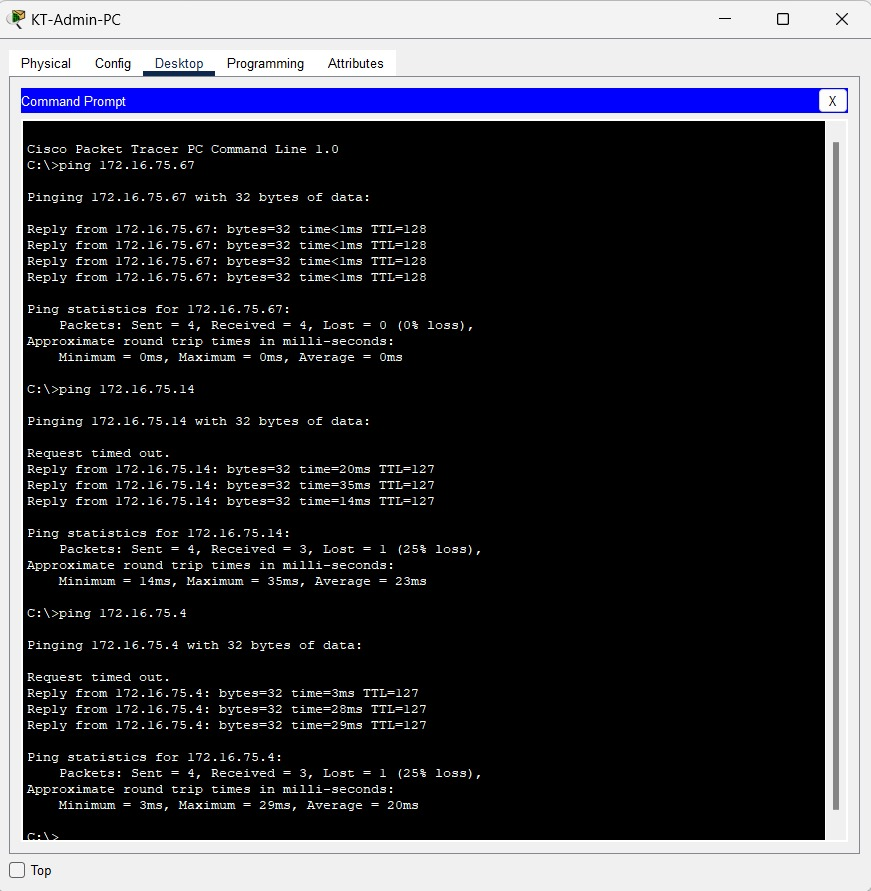 KT-Admin-PC
Physical Config Desktop Programming Attributes
Command Prompt X
Cisco Packet Tracer PC Command Line 1.0
C:\>ping 172.16.75.67
Pinging 172.16.75.67 with 32 bytes of data:
Reply from 172.16.75.67: bytes=32 time<1ms TTL=128
Reply from 172.16.75.67: bytes=32 time<1ms TTL=128
Reply from 172.16.75.67: bytes=32 time<1ms TTL=128
Reply from 172.16.75.67: bytes=32 time<1ms TTL=128
Ping statistics for 172.16.75.67:
Packets: Sent = 4, Received = 4, Lost = 0 (0% loss),
Approximate round trip times in milli-seconds:
Minimum = 0ms, Maximum = 0ms, Average = 0ms
C:\>ping 172.16.75.14
Pinging 172.16.75.14 with 32 bytes of data:
Request timed out.
Reply from 172.16.75.14: bytes=32 time=20ms TTL=127
Reply from 172.16.75.14: bytes=32 time=35ms TTL=127
Reply from 172.16.75.14: bytes=32 time=14ms TTL=127
Ping statistics for 172.16.75.14:
Packets: Sent = 4, Received = 3, Lost = 1 (25% loss),
Approximate round trip times in milli-seconds:
Minimum = 14ms, Maximum = 35ms, Average = 23ms
C:\>ping 172.16.75.4
Pinging 172.16.75.4 with 32 bytes of data:
Request timed out.
Reply from 172.16.75.4: bytes=32 time=3ms TTL=127
Reply from 172.16.75.4: bytes=32 time=28ms TTL=127
Reply from 172.16.75.4: bytes=32 time=29ms TTL=127
Ping statistics for 172.16.75.4:
Packets: Sent = 4, Received = 3, Lost = 1 (25% loss),
Approximate round trip times in milli-seconds:
Minimum = 3ms, Maximum = 29ms, Average = 20ms
C:\>
Top